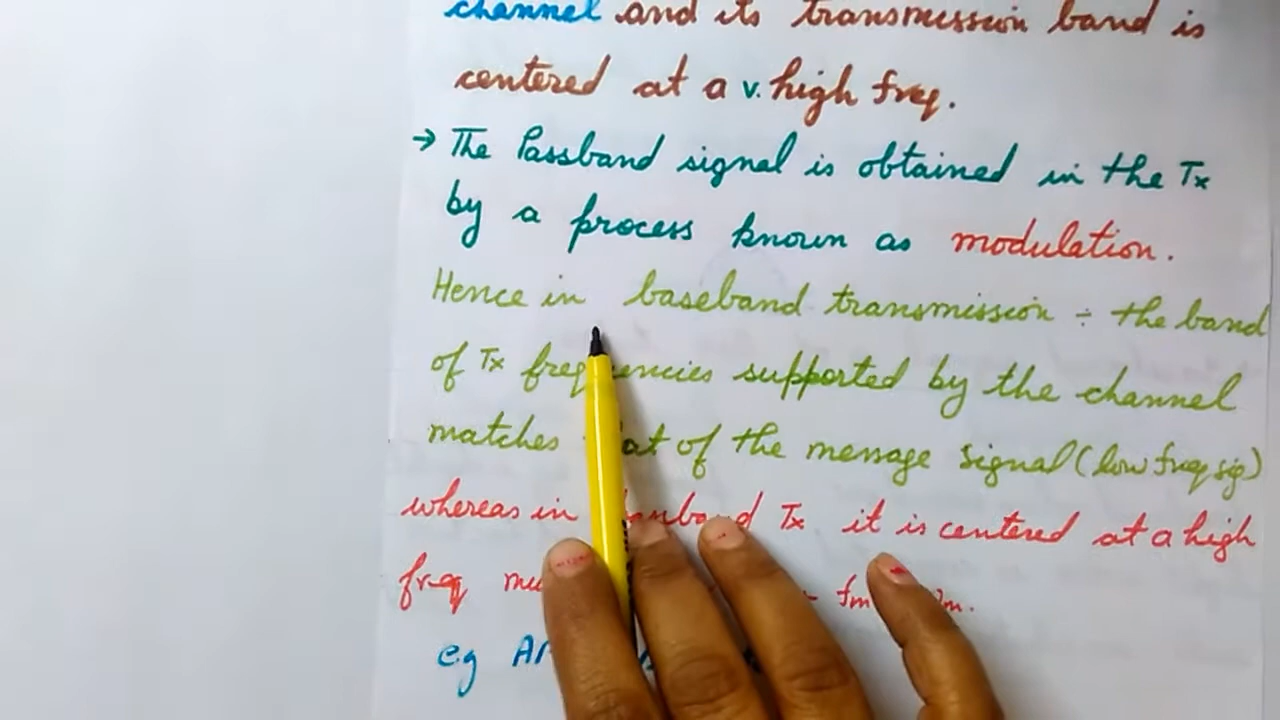 channel and its transmission band is
centered at a v. high freq.
→ The Passband signal is obtained in the Tx
by a process known as modulation.
Hence in baseband transmission ÷ the band
of Tx frequencies supported by the channel
matches of the message signal (low freq sig)
whereas in Tx it is centered at a high
freq
e.g